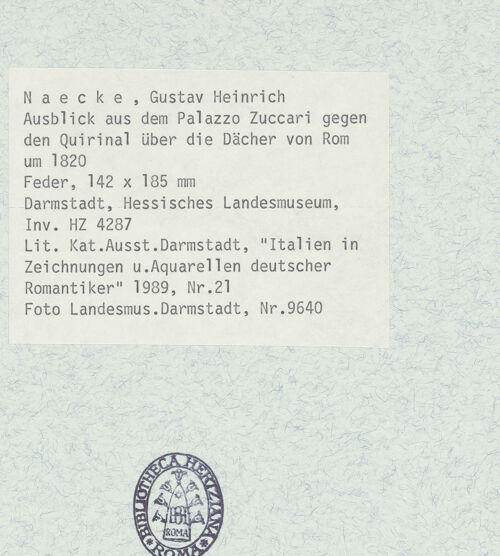 N a e c k e , Gustav Heinrich
Ausblick aus dem Palazzo Zuccari gegen
den Quirinal über die Dächer von Rom
um 1820
Feder, 142 x 185 mm
Darmstadt, Hessisches Landesmuseum,
Inv. HZ 4287
Lit. Kat.Ausst.Darmstadt, "Italien in
Zeichnungen u.Aquarellen deutscher
Romantiker" 1989, Nr.21
Foto Landesmus.Darmstadt, Nr.9640
BIBLIOTHECA HERTZIANA
ROMA
ROMA